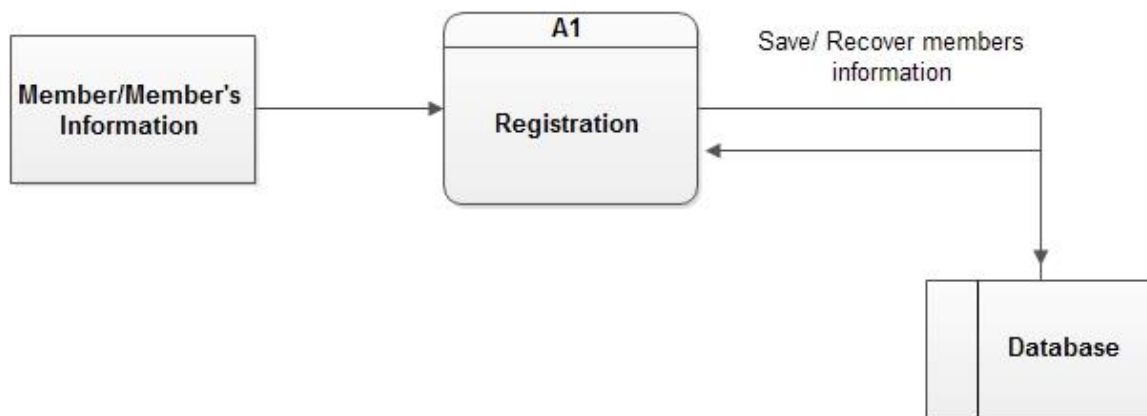 Member/Member's
Information
A1
Registration
Save/ Recover members
information
Database